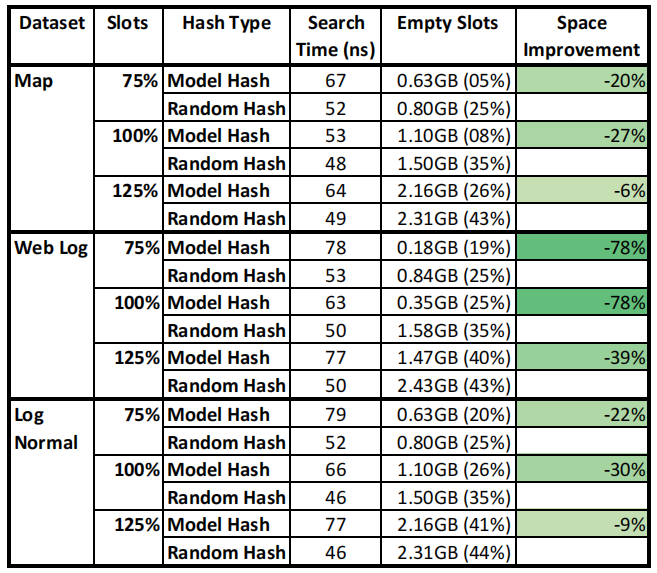 Dataset Slots Hash Type Search Time (ns) Empty Slots Space Improvement
Map 75% Model Hash 67 0.63GB (05%) -20%
Random Hash 52 0.80GB (25%)
100% Model Hash 53 1.10GB (08%) -27%
Random Hash 48 1.50GB (35%)
125% Model Hash 64 2.16GB (26%) -6%
Random Hash 49 2.31GB (43%)
Web Log 75% Model Hash 78 0.18GB (19%) -78%
Random Hash 53 0.84GB (25%)
100% Model Hash 63 0.35GB (25%) -78%
Random Hash 50 1.58GB (35%)
125% Model Hash 77 1.47GB (40%) -39%
Random Hash 50 2.43GB (43%)
Log Normal 75% Model Hash 79 0.63GB (20%) -22%
Random Hash 52 0.80GB (25%)
100% Model Hash 66 1.10GB (26%) -30%
Random Hash 46 1.50GB (35%)
125% Model Hash 77 2.16GB (41%) -9%
Random Hash 46 2.31GB (44%)